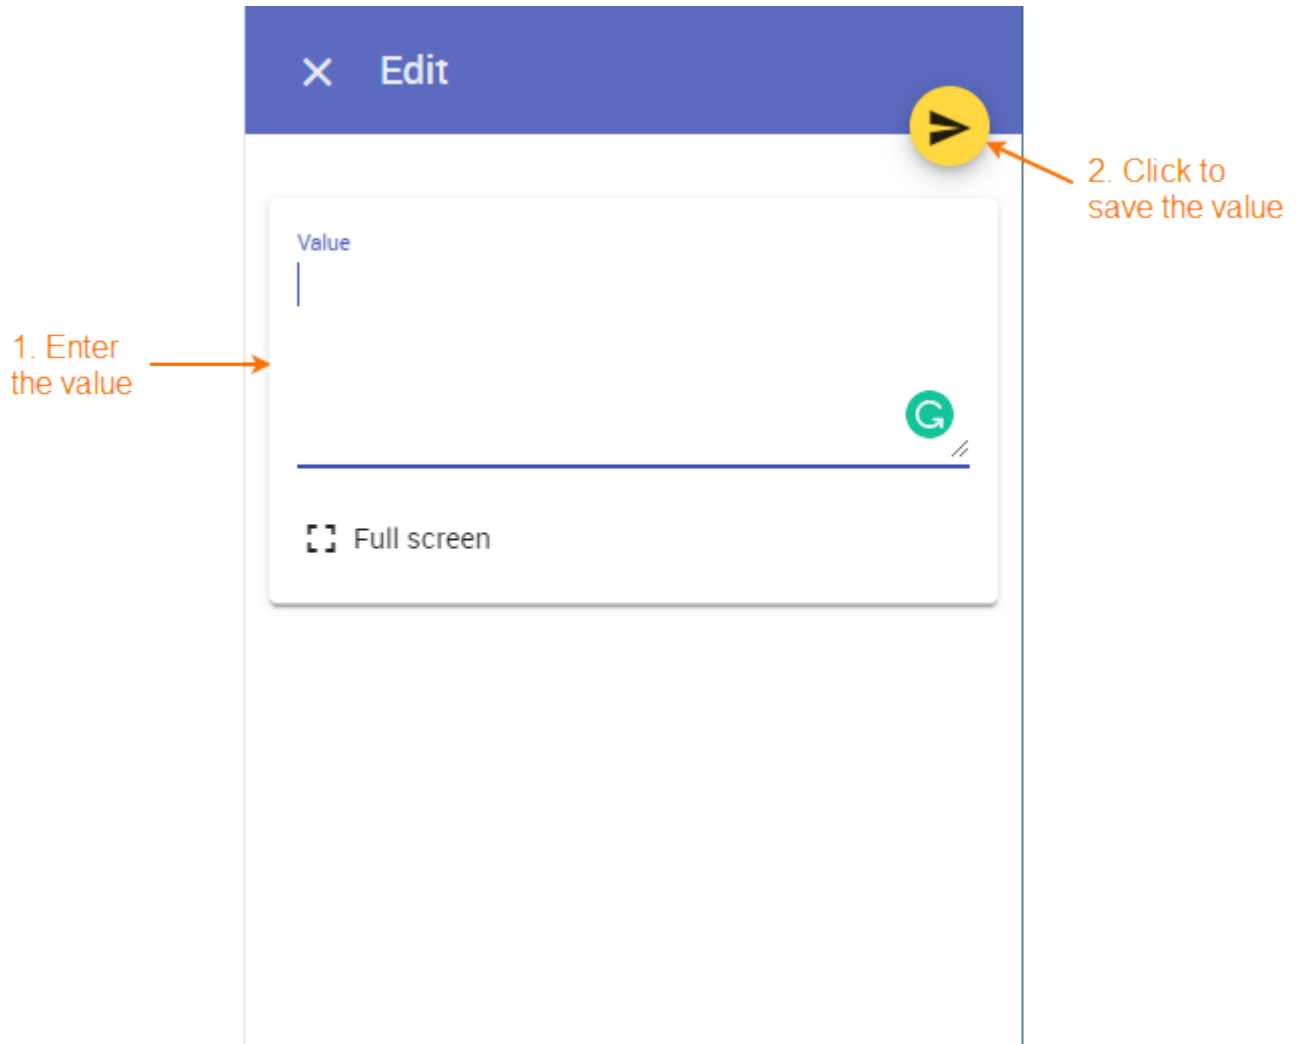 Edit
2. Click to
save the value
Value
1. Enter
the value
Full screen